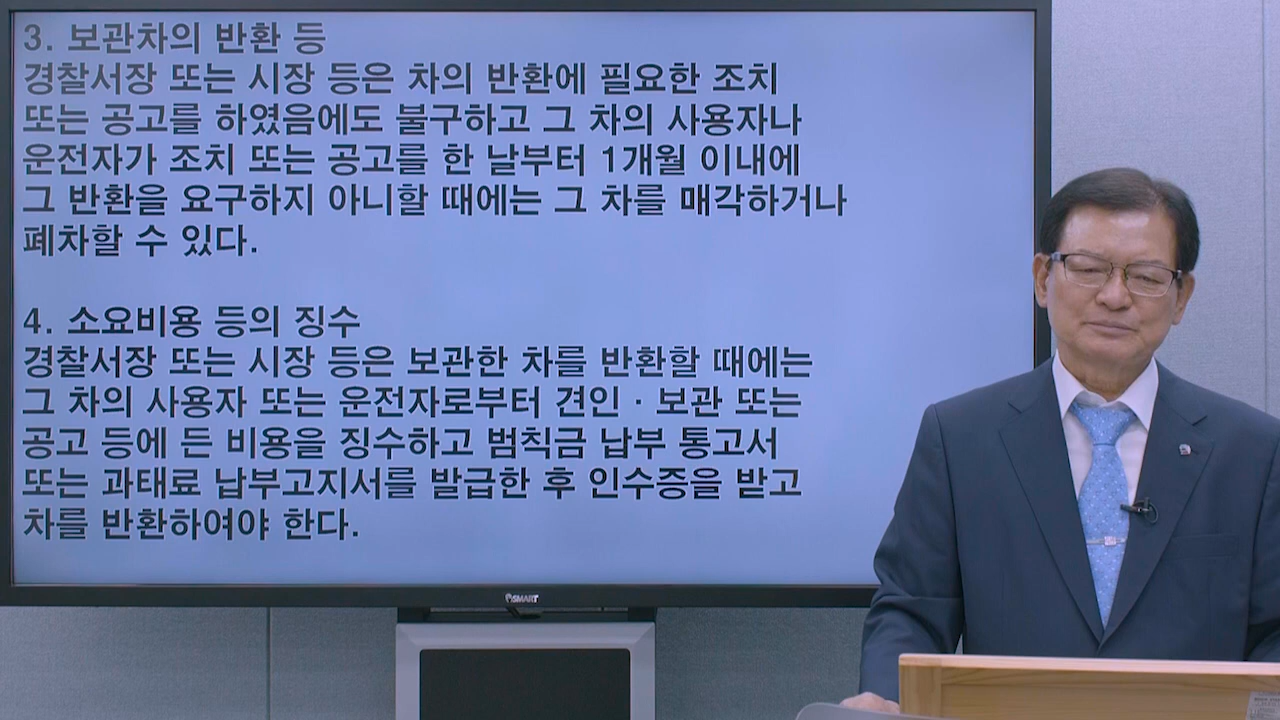 3. 보관차의 반환 등
경찰서장 또는 시장 등은 차의 반환에 필요한 조치
또는 공고를 하였음에도 불구하고 그 차의 사용자나
운전자가 조치 또는 공고를 한 날부터 1개월 이내에
그 반환을 요구하지 아니할 때에는 그 차를 매각하거나
폐차할 수 있다.
4. 소요비용 등의 징수
경찰서장 또는 시장 등은 보관한 차를 반환할 때에는
그 차의 사용자 또는 운전자로부터 견인 · 보관 또는
공고 등에 든 비용을 징수하고 범칙금 납부 통고서
또는 과태료 납부고지서를 발급한 후 인수증을 받고
차를 반환하여야 한다.
SMART